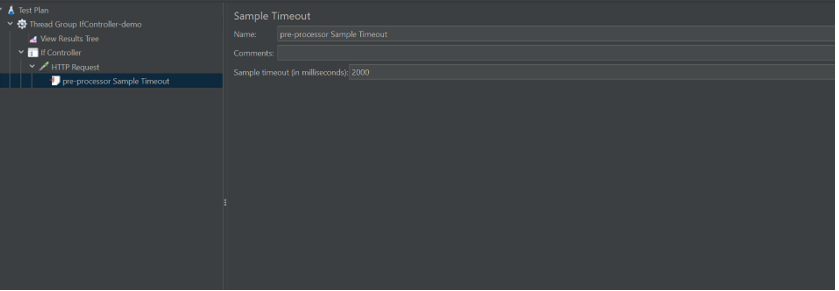 Test Plan
Thread Group IfController-demo
View Results Tree
If Controller
HTTP Request
pre-processor Sample Timeout
Sample Timeout
Name: pre-processor Sample Timeout
Comments:
Sample timeout (in milliseconds): 2000